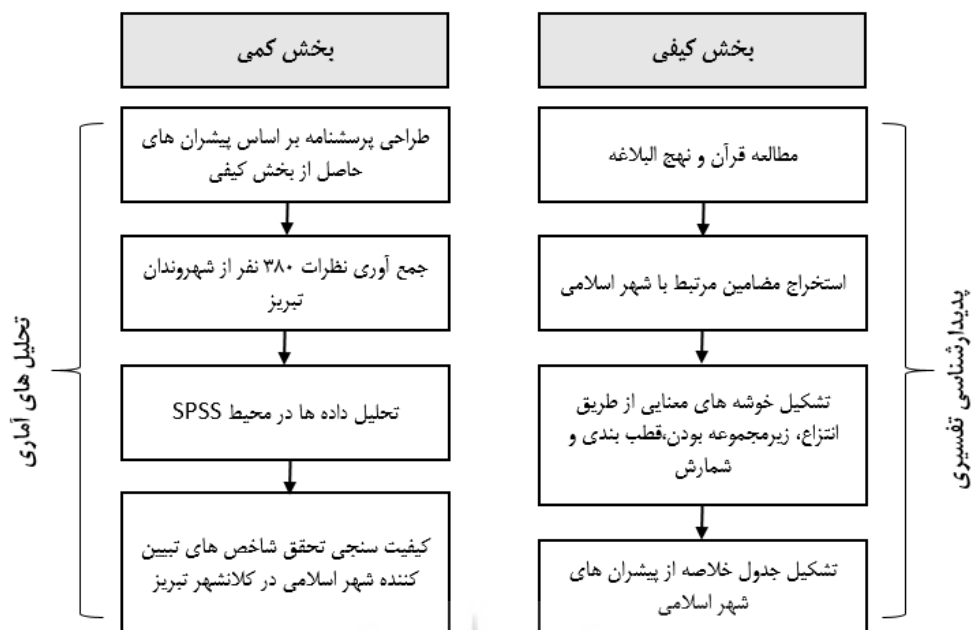 بخش کیفی
مطالعه قرآن و نهج البلاغه
استخراج مضامین مرتبط با شهر اسلامی
تشکیل خوشه های معنایی از طریق
انتزاع، زیرمجموعه بودن،قطب بندی و
شمارش
تشکیل جدول خلاصه از پیشران های
شهر اسلامی
پدیدارشناسی تفسیری
بخش کمی
طراحی پرسشنامه بر اساس پیشران های
حاصل از بخش کیفی
جمع آوری نظرات ۳۸۰ نفر از شهروندان
تبریز
تحلیل داده ها در محیط SPSS
کیفیت سنجی تحقق شاخص های تبیین
کننده شهر اسلامی در کلانشهر تبریز
تحلیل های آماری